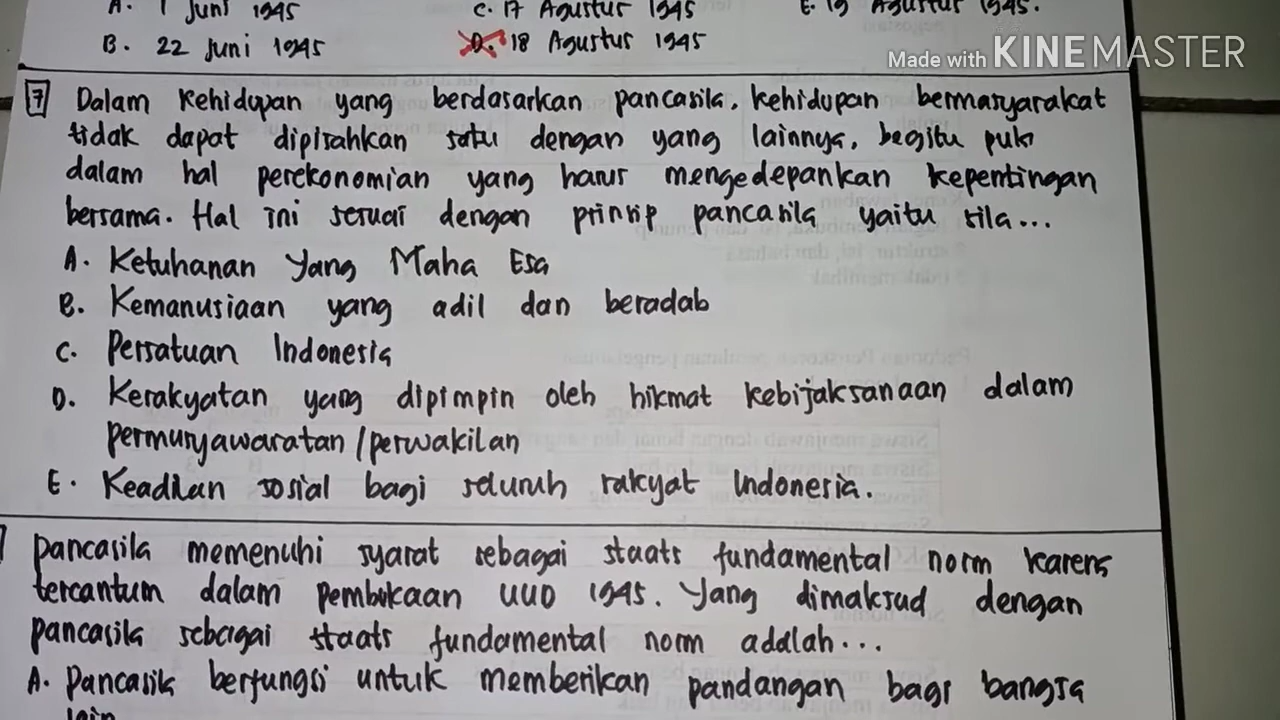 A. 1 Juni 1945 C. 17 Agustus 1945 E. 19 Agustus 1945.
B. 22 Juni 1945 D. 18 Agustus 1945
Made with KINEMASTER
7 Dalam kehidupan yang berdasarkan pancasila, kehidupan bermasyarakat
tidak dapat dipisahkan satu dengan yang lainnya, begitu pula
dalam hal perekonomian yang harus mengedepankan kepentingan
bersama. Hal ini sesuai dengan prinsip pancasila yaitu sila...
A. Ketuhanan Yang Maha Esa
B. Kemanusiaan yang adil dan beradab
C. Persatuan Indonesia
D. Kerakyatan yang dipimpin oleh hikmat kebijaksanaan dalam
permusyawaratan/perwakilan
E. Keadilan sosial bagi seluruh rakyat Indonesia.
pancasila memenuhi syarat sebagai staats fundamental norm karena
tercantum dalam pembukaan UUD 1945. Yang dimaksud dengan
pancasila sebagai staats fundamental norm adalah...
A. Pancasila berfungsi untuk memberikan pandangan bagi bangsa
lain